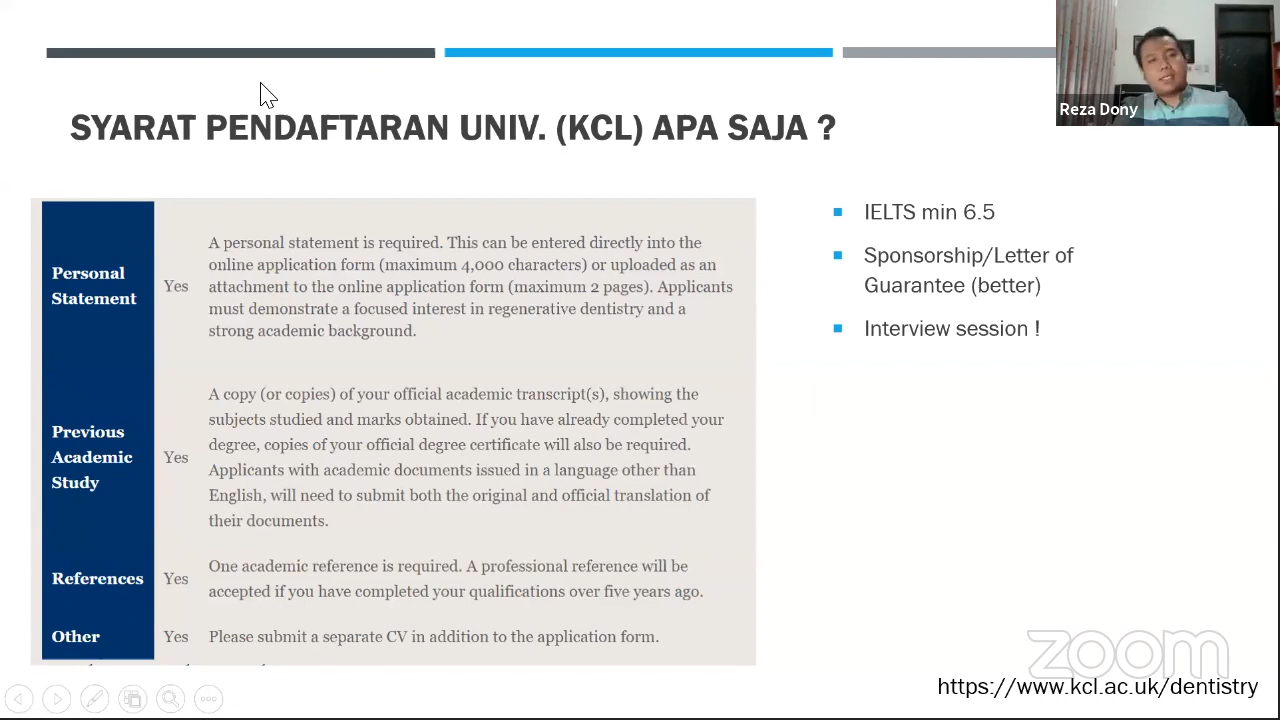 SYARAT PENDAFTARAN UNIV. (KCL) APA SAJA ?
Reza Dony
Personal
Statement
Yes
A personal statement is required. This can be entered directly into the
online application form (maximum 4,000 characters) or uploaded as an
attachment to the online application form (maximum 2 pages). Applicants
must demonstrate a focused interest in regenerative dentistry and a
strong academic background.
Previous
Academic
Study
Yes
A copy (or copies) of your official academic transcript(s), showing the
subjects studied and marks obtained. If you have already completed your
degree, copies of your official degree certificate will also be required.
Applicants with academic documents issued in a language other than
English, will need to submit both the original and official translation of
their documents.
References
Yes
One academic reference is required. A professional reference will be
accepted if you have completed your qualifications over five years ago.
Other
Yes
Please submit a separate CV in addition to the application form.
IELTS min 6.5
Sponsorship/Letter of
Guarantee (better)
Interview session !
zoom
https://www.kcl.ac.uk/dentistry